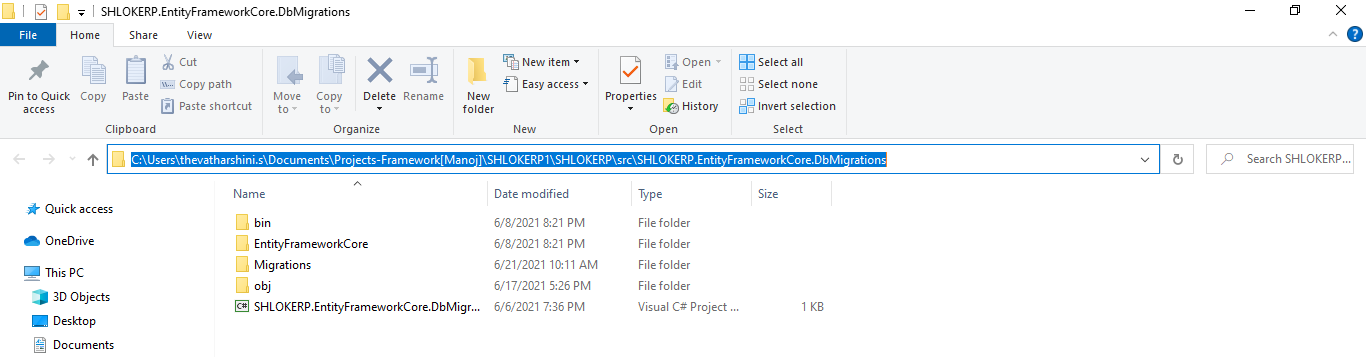 SHLOKERP.EntityFrameworkCore.DbMigrations
File Home Share View
Pin to Quick access
Copy
Paste
Cut
Copy path
Paste shortcut
Clipboard
Move to
Copy to
Delete
Rename
Organize
New folder
New item
Easy access
New
Properties
Open
Edit
History
Open
Select all
Select none
Invert selection
Select
C:\Users\thevatharshini.s\Documents\Projects-Framework[Manoj]\SHLOKERP1\SHLOKERP\src\SHLOKERP.EntityFrameworkCore.DbMigrations
Search SHLOKERP...
Quick access
OneDrive
This PC
3D Objects
Desktop
Documents
Name Date modified Type Size
bin 6/8/2021 8:21 PM File folder
EntityFrameworkCore 6/8/2021 8:21 PM File folder
Migrations 6/21/2021 10:11 AM File folder
obj 6/17/2021 5:26 PM File folder
C# SHLOKERP.EntityFrameworkCore.DbMigr... 6/6/2021 7:36 PM Visual C# Project ... 1 KB